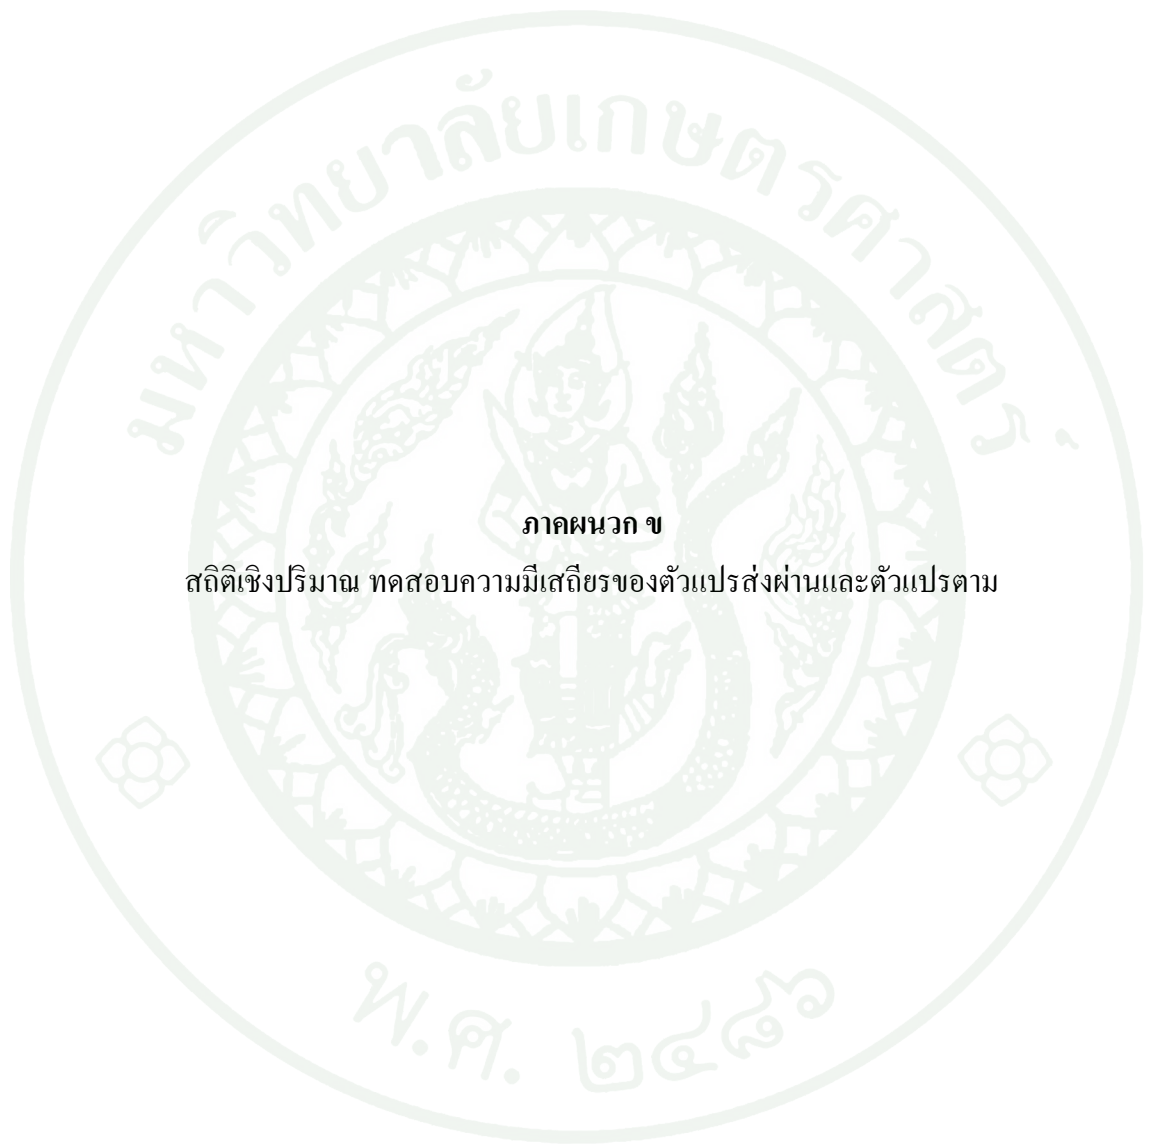 มหาวิทยาลัยเกษตรศาสตร์
ภาคผนวก ข
สถิติเชิงปริมาณ ทดสอบความมีเสถียรของตัวแปรส่งผ่านและตัวแปรตาม
พ.ศ. ๒๔๘๖